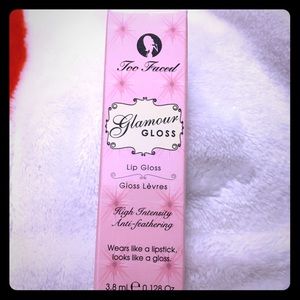 Too Faced
Glamour
GLOSS
Lip Gloss
Gloss Lèvres
High Intensity
Anti-feathering
Wears like a lipstick,
looks like a gloss.
3.8 mL e 0.128 Oz.